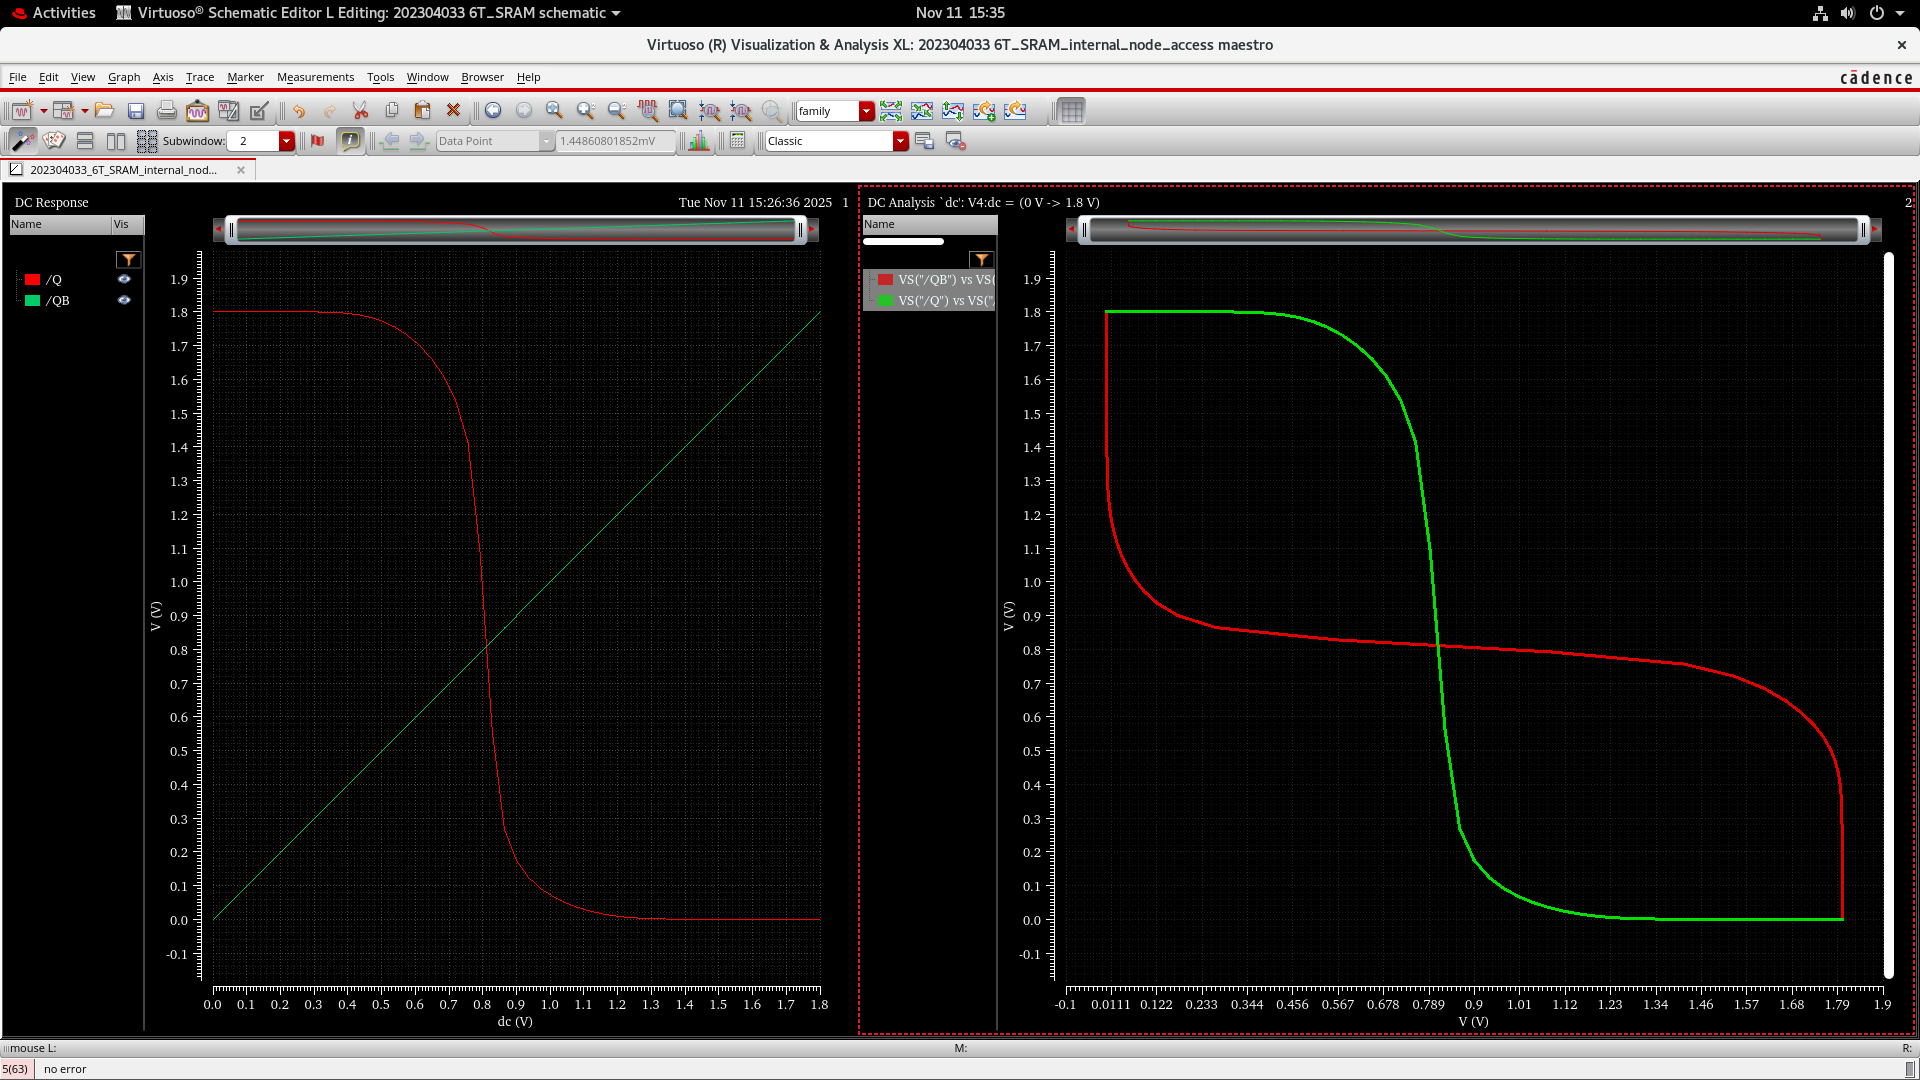 Activities
Virtuoso® Schematic Editor L Editing: 202304033 6T_SRAM schematic
Nov 11 15:35
Virtuoso (R) Visualization & Analysis XL: 202304033 6T_SRAM_internal_node_access maestro
File Edit View Graph Axis Trace Marker Measurements Tools Window Browser Help
cādence
family
Subwindow: 2
Data Point
1.44860801852mV
Classic
202304033_6T_SRAM_internal_nod...
DC Response
Tue Nov 11 15:26:36 2025 1
Name Vis
/Q
/QB
1.9
1.8
1.7
1.6
1.5
1.4
1.3
1.2
1.1
1.0
0.9
0.8
0.7
0.6
0.5
0.4
0.3
0.2
0.1
0.0
-0.1
V (V)
0.0 0.1 0.2 0.3 0.4 0.5 0.6 0.7 0.8 0.9 1.0 1.1 1.2 1.3 1.4 1.5 1.6 1.7 1.8
dc (V)
DC Analysis `dc': V4:dc = (0 V -> 1.8 V)
2
Name
VS("/QB") vs VS(
VS("/Q") vs VS("/
1.9
1.8
1.7
1.6
1.5
1.4
1.3
1.2
1.1
1.0
0.9
0.8
0.7
0.6
0.5
0.4
0.3
0.2
0.1
0.0
-0.1
V (V)
-0.1 0.0111 0.122 0.233 0.344 0.456 0.567 0.678 0.789 0.9 1.01 1.12 1.23 1.34 1.46 1.57 1.68 1.79 1.9
V (V)
mouse L:
M:
R:
5(63)
no error